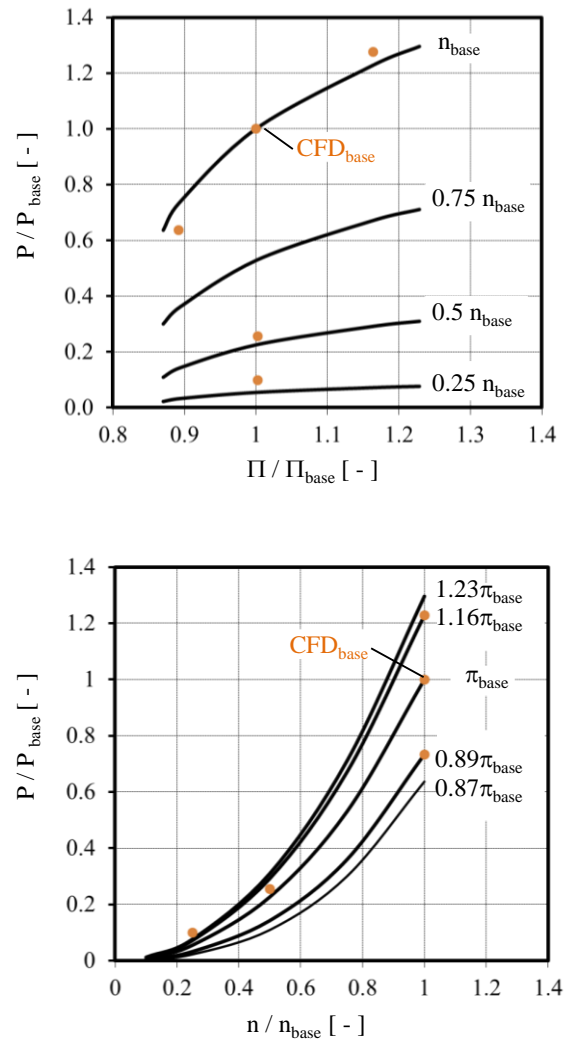 1.4
n_base
1.2
1.0
CFD_base
0.8
0.75 n_base
0.6
0.4
0.5 n_base
0.2
0.25 n_base
0.0
0.8 0.9 1 1.1 1.2 1.3 1.4
P / P_base [ - ]
Π / Π_base [ - ]
1.4
1.23π_base
1.2
1.16π_base
CFD_base
1
π_base
0.8
0.89π_base
0.87π_base
0.6
0.4
0.2
0
0 0.2 0.4 0.6 0.8 1 1.2 1.4
P / P_base [ - ]
n / n_base [ - ]